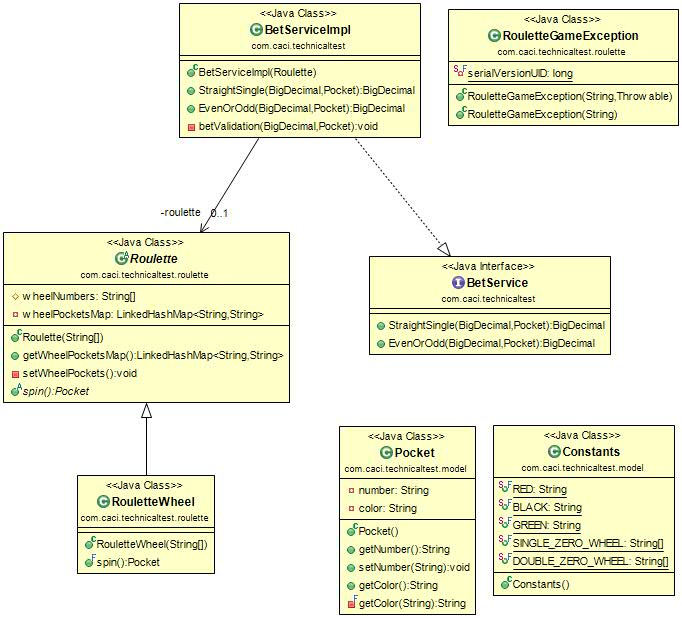 <<Java Class>>
BetServiceImpl
com.caci.technicaltest
BetServiceImpl(Roulette)
StraightSingle(BigDecimal,Pocket):BigDecimal
EvenOrOdd(BigDecimal,Pocket):BigDecimal
betValidation(BigDecimal,Pocket):void
<<Java Class>>
RouletteGameException
com.caci.technicaltest.roulette
serialVersionUID: long
RouletteGameException(String,Throwable)
RouletteGameException(String)
-roulette 0..1
<<Java Class>>
Roulette
com.caci.technicaltest.roulette
wheelNumbers: String[]
wheelPocketsMap: LinkedHashMap<String,String>
Roulette(String[])
getWheelPocketsMap():LinkedHashMap<String,String>
setWheelPockets():void
spin():Pocket
<<Java Interface>>
BetService
com.caci.technicaltest
StraightSingle(BigDecimal,Pocket):BigDecimal
EvenOrOdd(BigDecimal,Pocket):BigDecimal
<<Java Class>>
RouletteWheel
com.caci.technicaltest.roulette
RouletteWheel(String[])
spin():Pocket
<<Java Class>>
Pocket
com.caci.technicaltest.model
number: String
color: String
Pocket()
getNumber():String
setNumber(String):void
getColor():String
getColor(String):String
<<Java Class>>
Constants
com.caci.technicaltest.model
RED: String
BLACK: String
GREEN: String
SINGLE_ZERO_WHEEL: String[]
DOUBLE_ZERO_WHEEL: String[]
Constants()